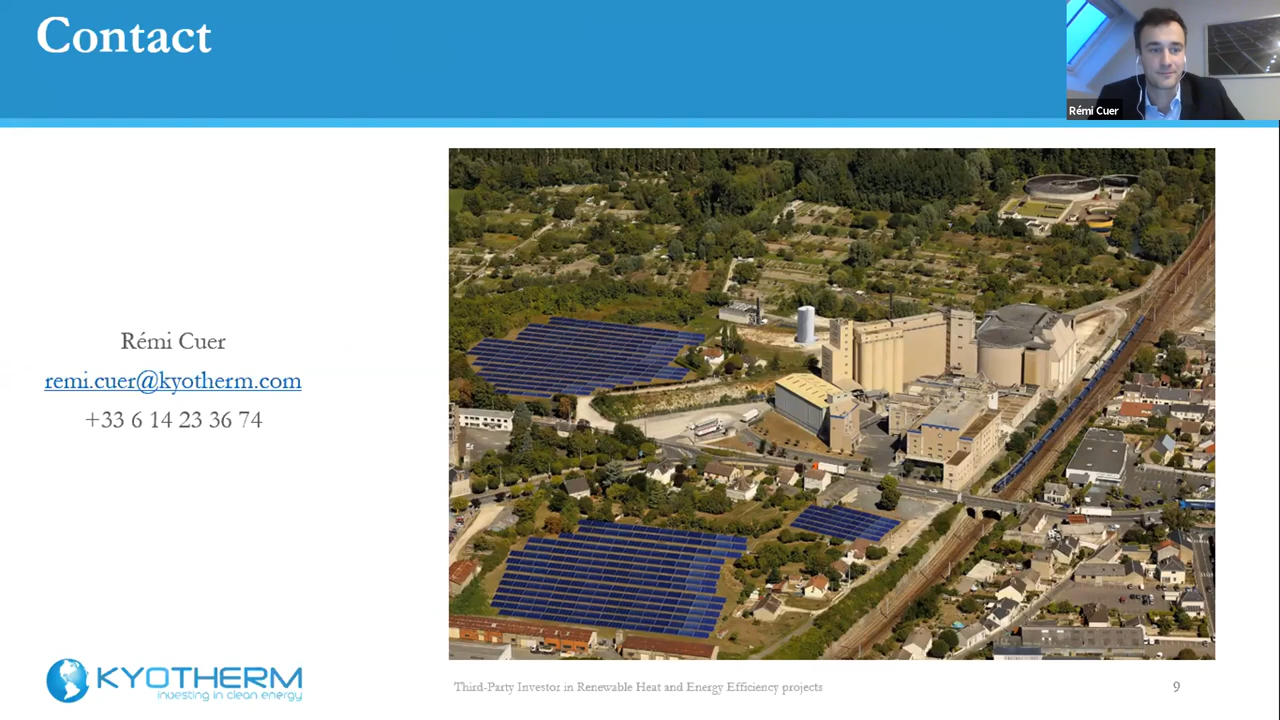 Contact
Rémi Cuer
Rémi Cuer
remi.cuer@kyotherm.com
+33 6 14 23 36 74
KYOTHERM
investing in clean energy
Third-Party Investor in Renewable Heat and Energy Efficiency projects
9